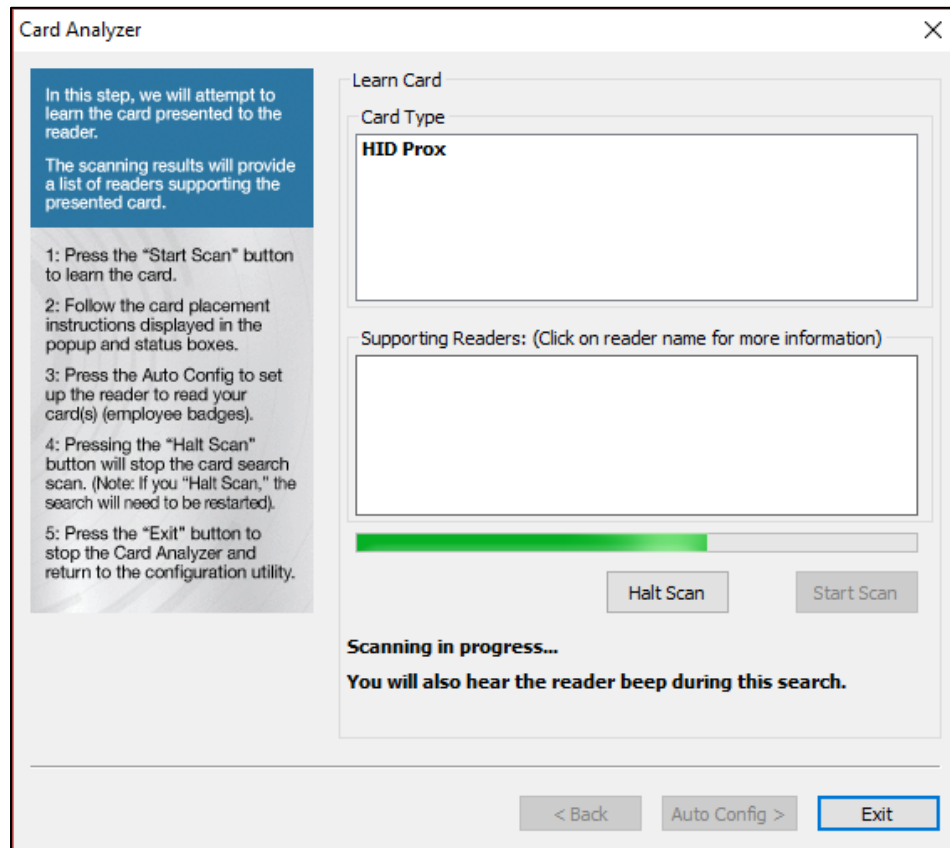 Card Analyzer
In this step, we will attempt to
learn the card presented to the
reader.
The scanning results will provide
a list of readers supporting the
presented card.
1: Press the “Start Scan” button
to learn the card.
2: Follow the card placement
instructions displayed in the
popup and status boxes.
3: Press the Auto Config to set
up the reader to read your
card(s) (employee badges).
4: Pressing the “Halt Scan”
button will stop the card search
scan. (Note: If you “Halt Scan,” the
search will need to be restarted).
5: Press the “Exit” button to
stop the Card Analyzer and
return to the configuration utility.
Learn Card
Card Type
HID Prox
Supporting Readers: (Click on reader name for more information)
Halt Scan
Start Scan
Scanning in progress...
You will also hear the reader beep during this search.
< Back
Auto Config >
Exit